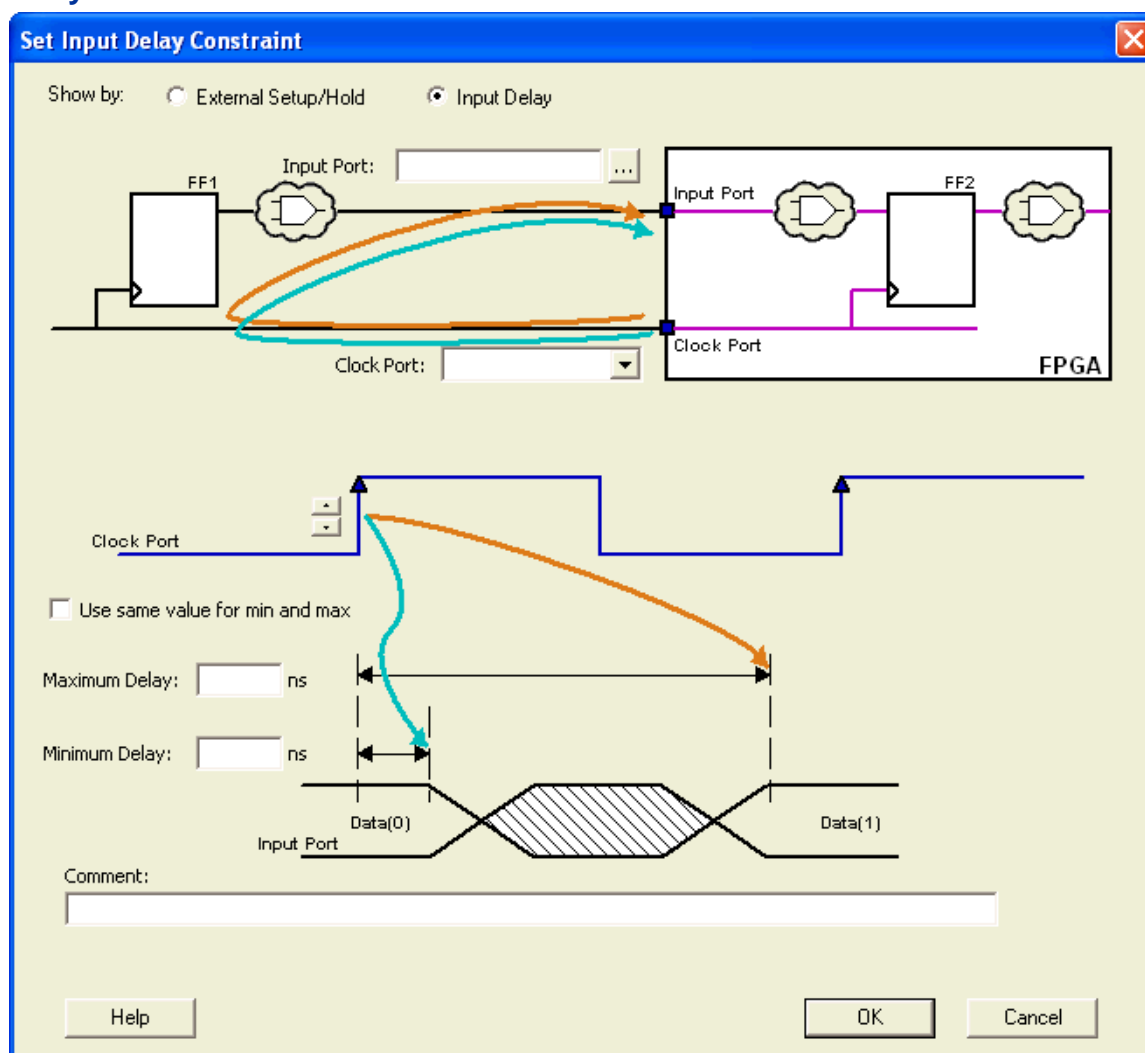 Set Input Delay Constraint
Show by: External Setup/Hold Input Delay
Input Port: ...
FF1
Input Port
FF2
Clock Port:
Clock Port
FPGA
Clock Port
Use same value for min and max
Maximum Delay: ns
Minimum Delay: ns
Data(0) Data(1)
Input Port
Comment:
Help OK Cancel